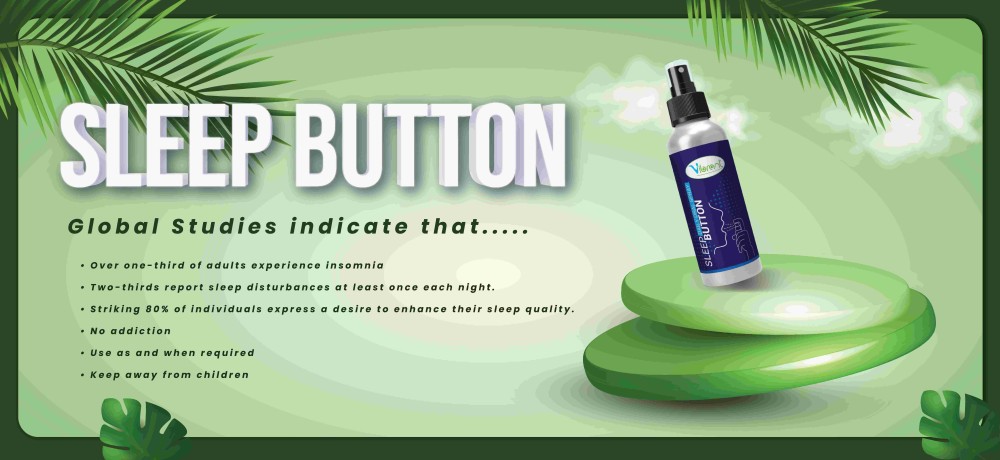 SLEEP BUTTON
Global Studies indicate that.....
• Over one-third of adults experience insomnia
• Two-thirds report sleep disturbances at least once each night.
• Striking 80% of individuals express a desire to enhance their sleep quality.
• No addiction
• Use as and when required
• Keep away from children
SLEEP
BUTTON